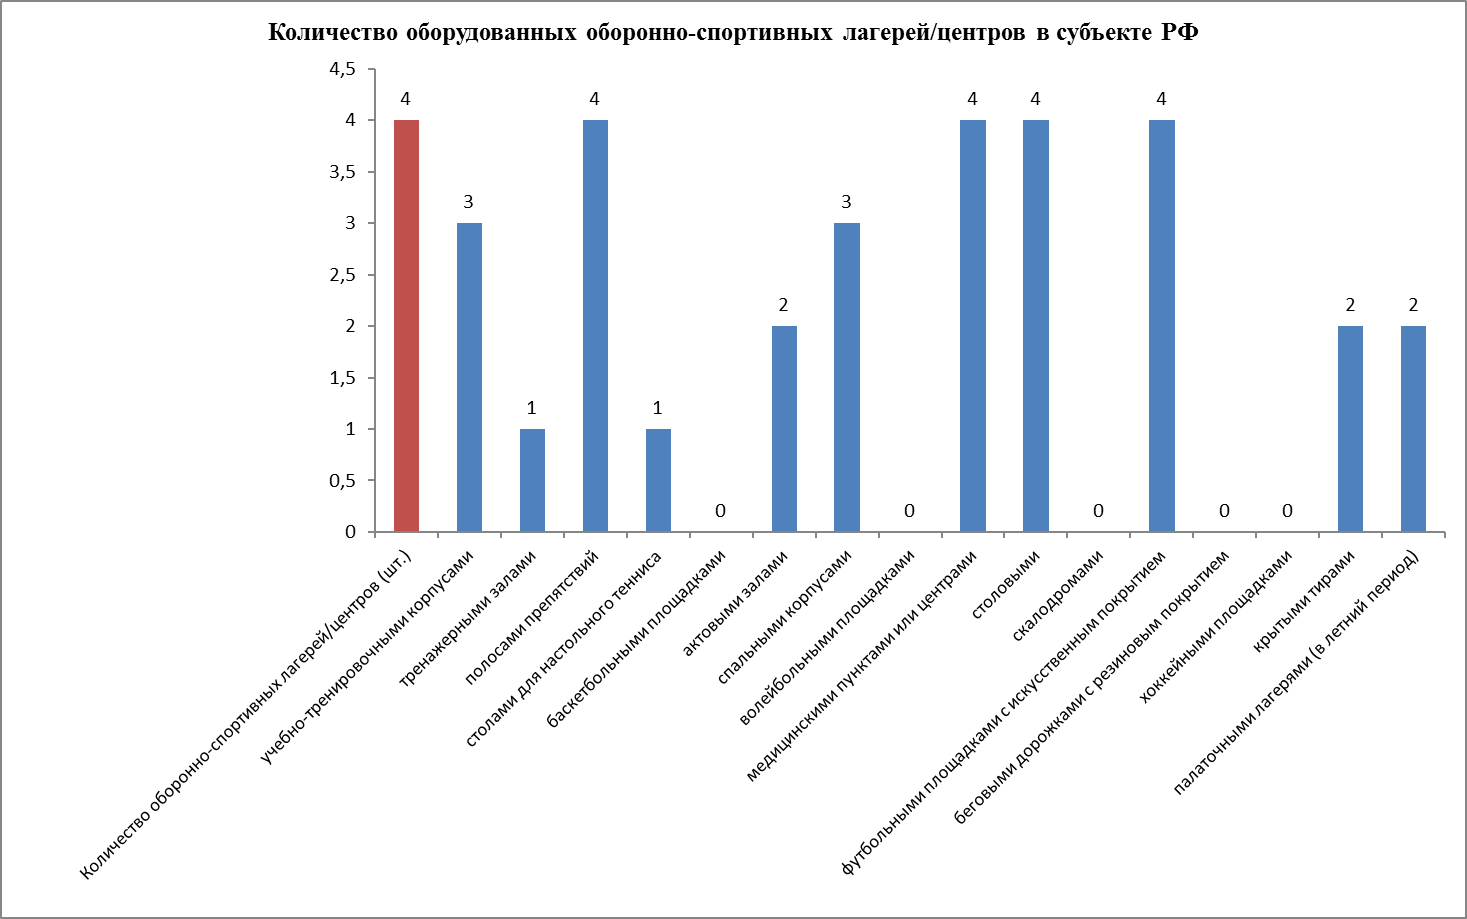 Количество оборудованных оборонно-спортивных лагерей/центров в субъекте РФ
4,5
4
3,5
3
2,5
2
1,5
1
0,5
0
4
3
1
4
1
0
2
3
0
4
4
0
4
0
0
2
2
Количество оборонно-спортивных лагерей/центров (шт.)
учебно-тренировочными корпусами
тренажерными залами
полосами препятствий
столами для настольного тенниса
баскетбольными площадками
актовыми залами
спальными корпусами
волейбольными площадками
медицинскими пунктами или центрами
столовыми
скалодромами
футбольными площадками с искусственным покрытием
беговыми дорожками с резиновым покрытием
хоккейными площадками
крытыми тирами
палаточными лагерями (в летний период)